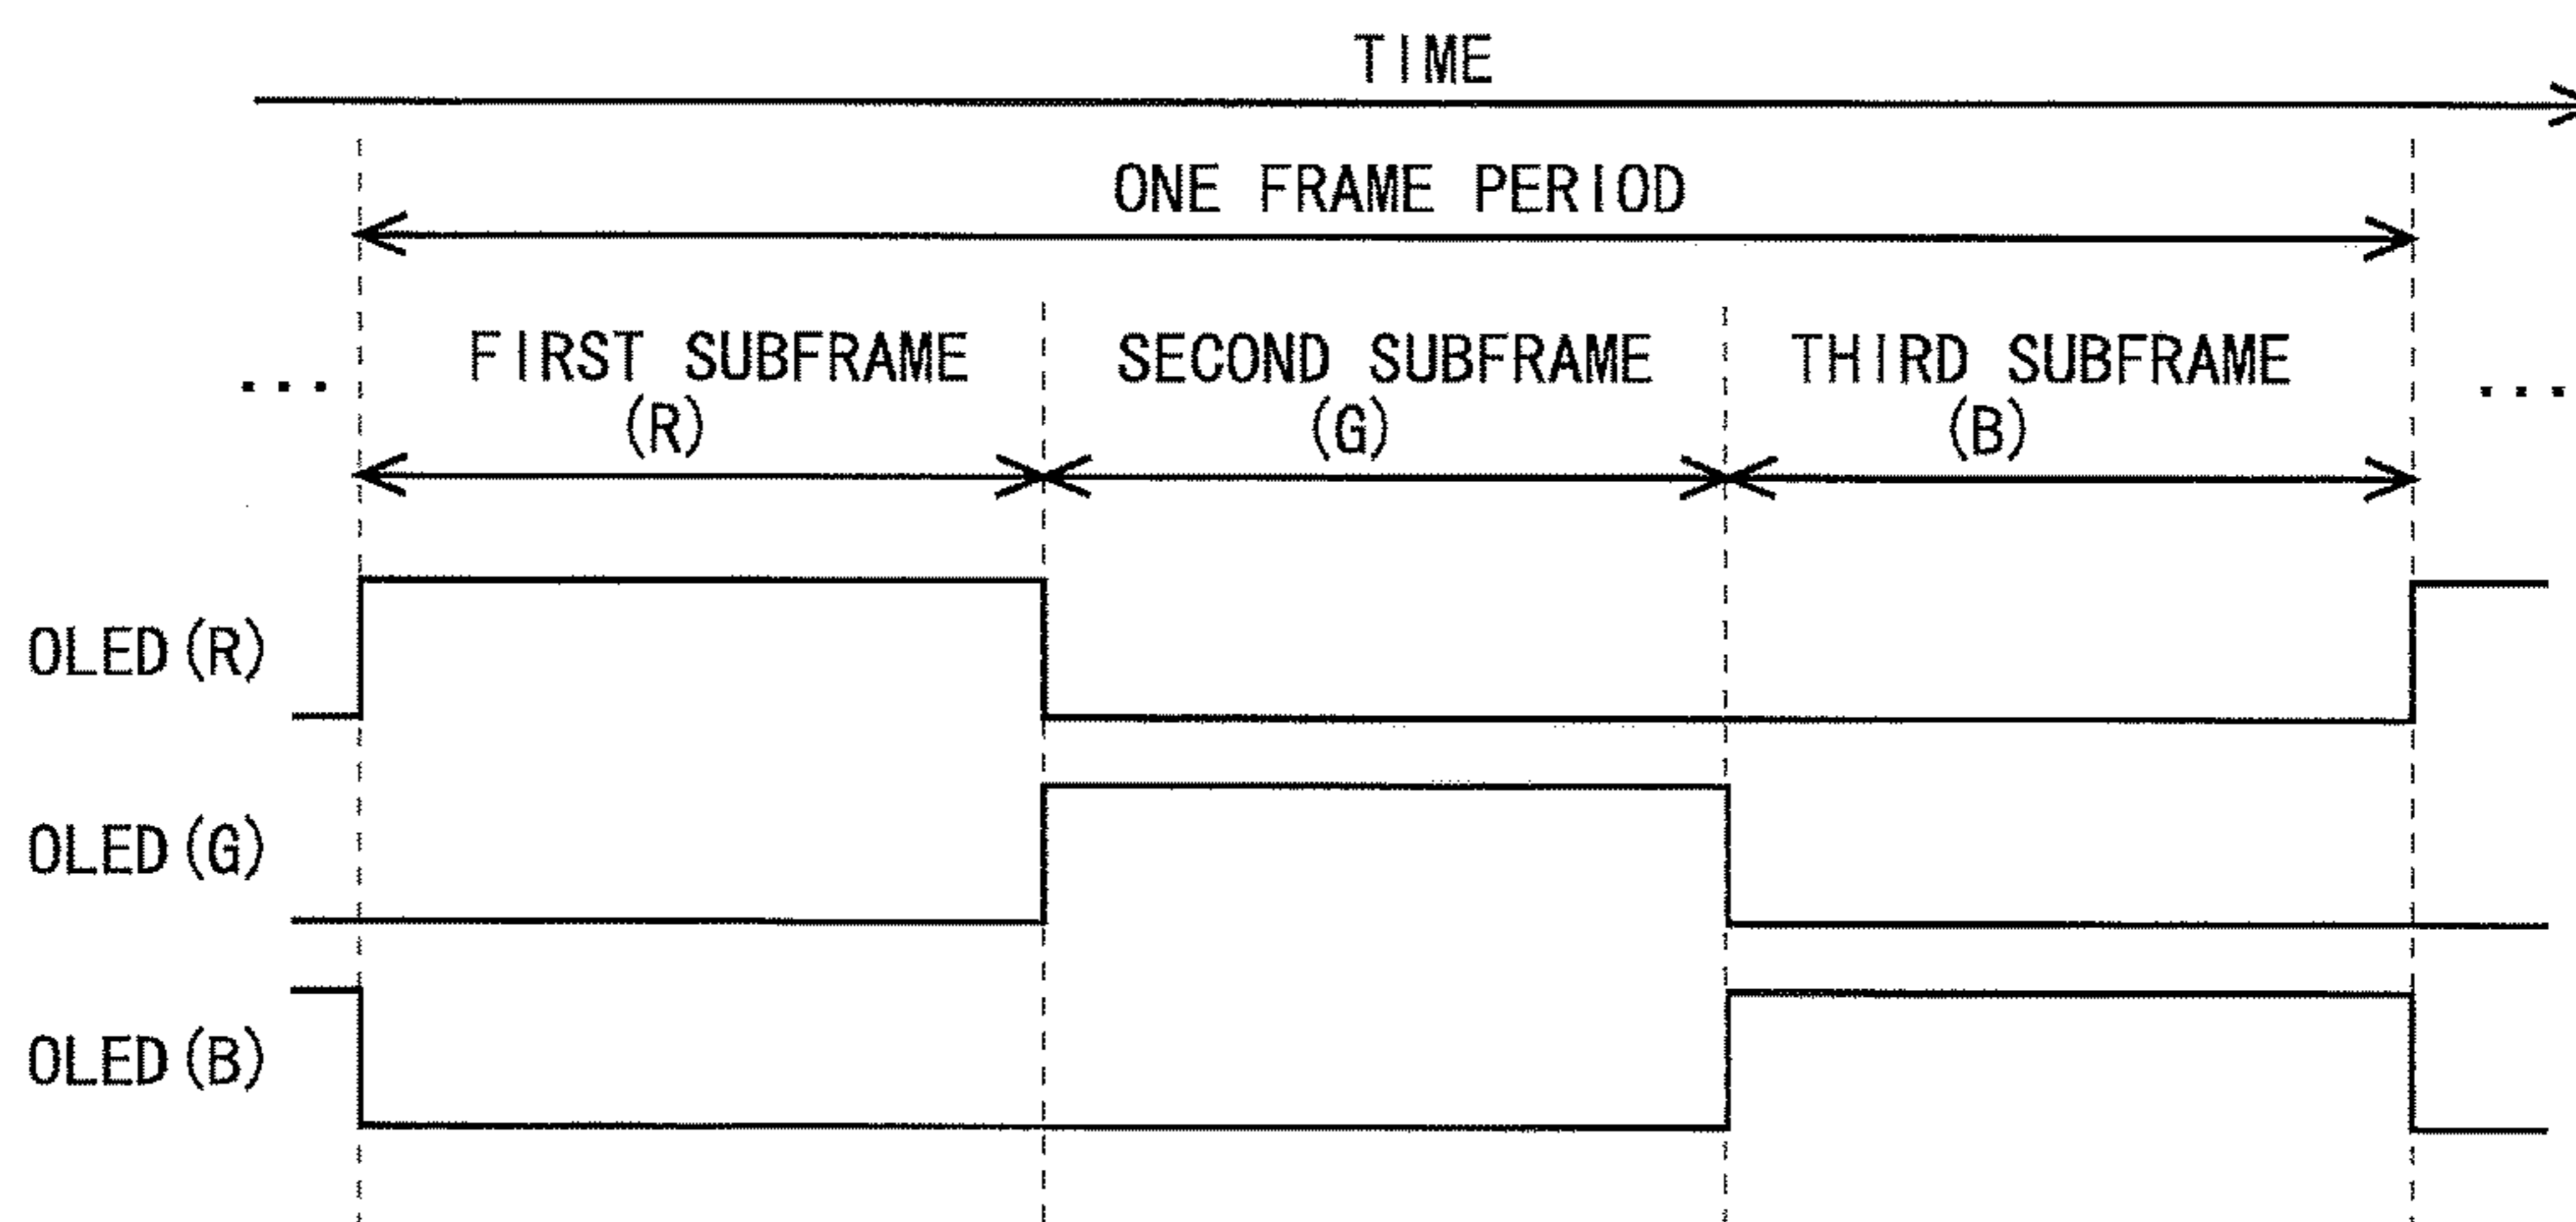 TIME
ONE FRAME PERIOD
... FIRST SUBFRAME SECOND SUBFRAME THIRD SUBFRAME ...
(R) (G) (B)
OLED(R)
OLED(G)
OLED(B)